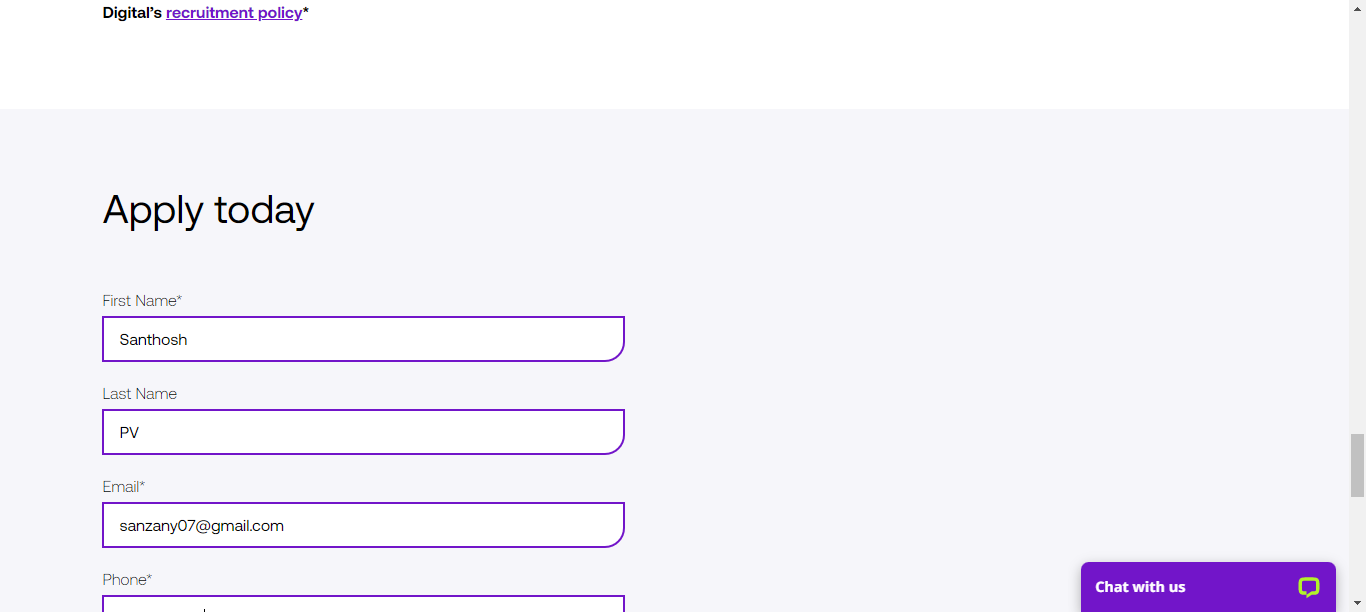 Digital’s recruitment policy*
Apply today
First Name*
Santhosh
Last Name
PV
Email*
sanzany07@gmail.com
Phone*
Chat with us